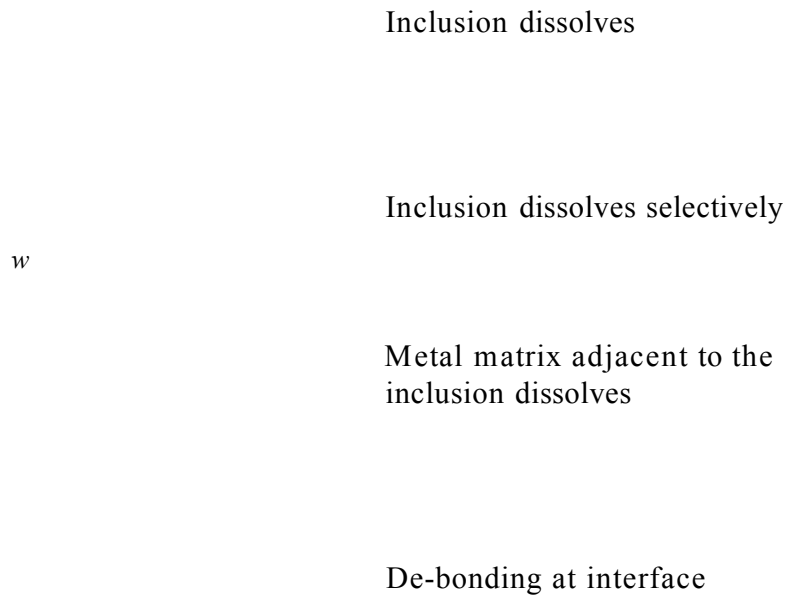 Inclusion dissolves
Inclusion dissolves selectively
w
Metal matrix adjacent to the
inclusion dissolves
De-bonding at interface